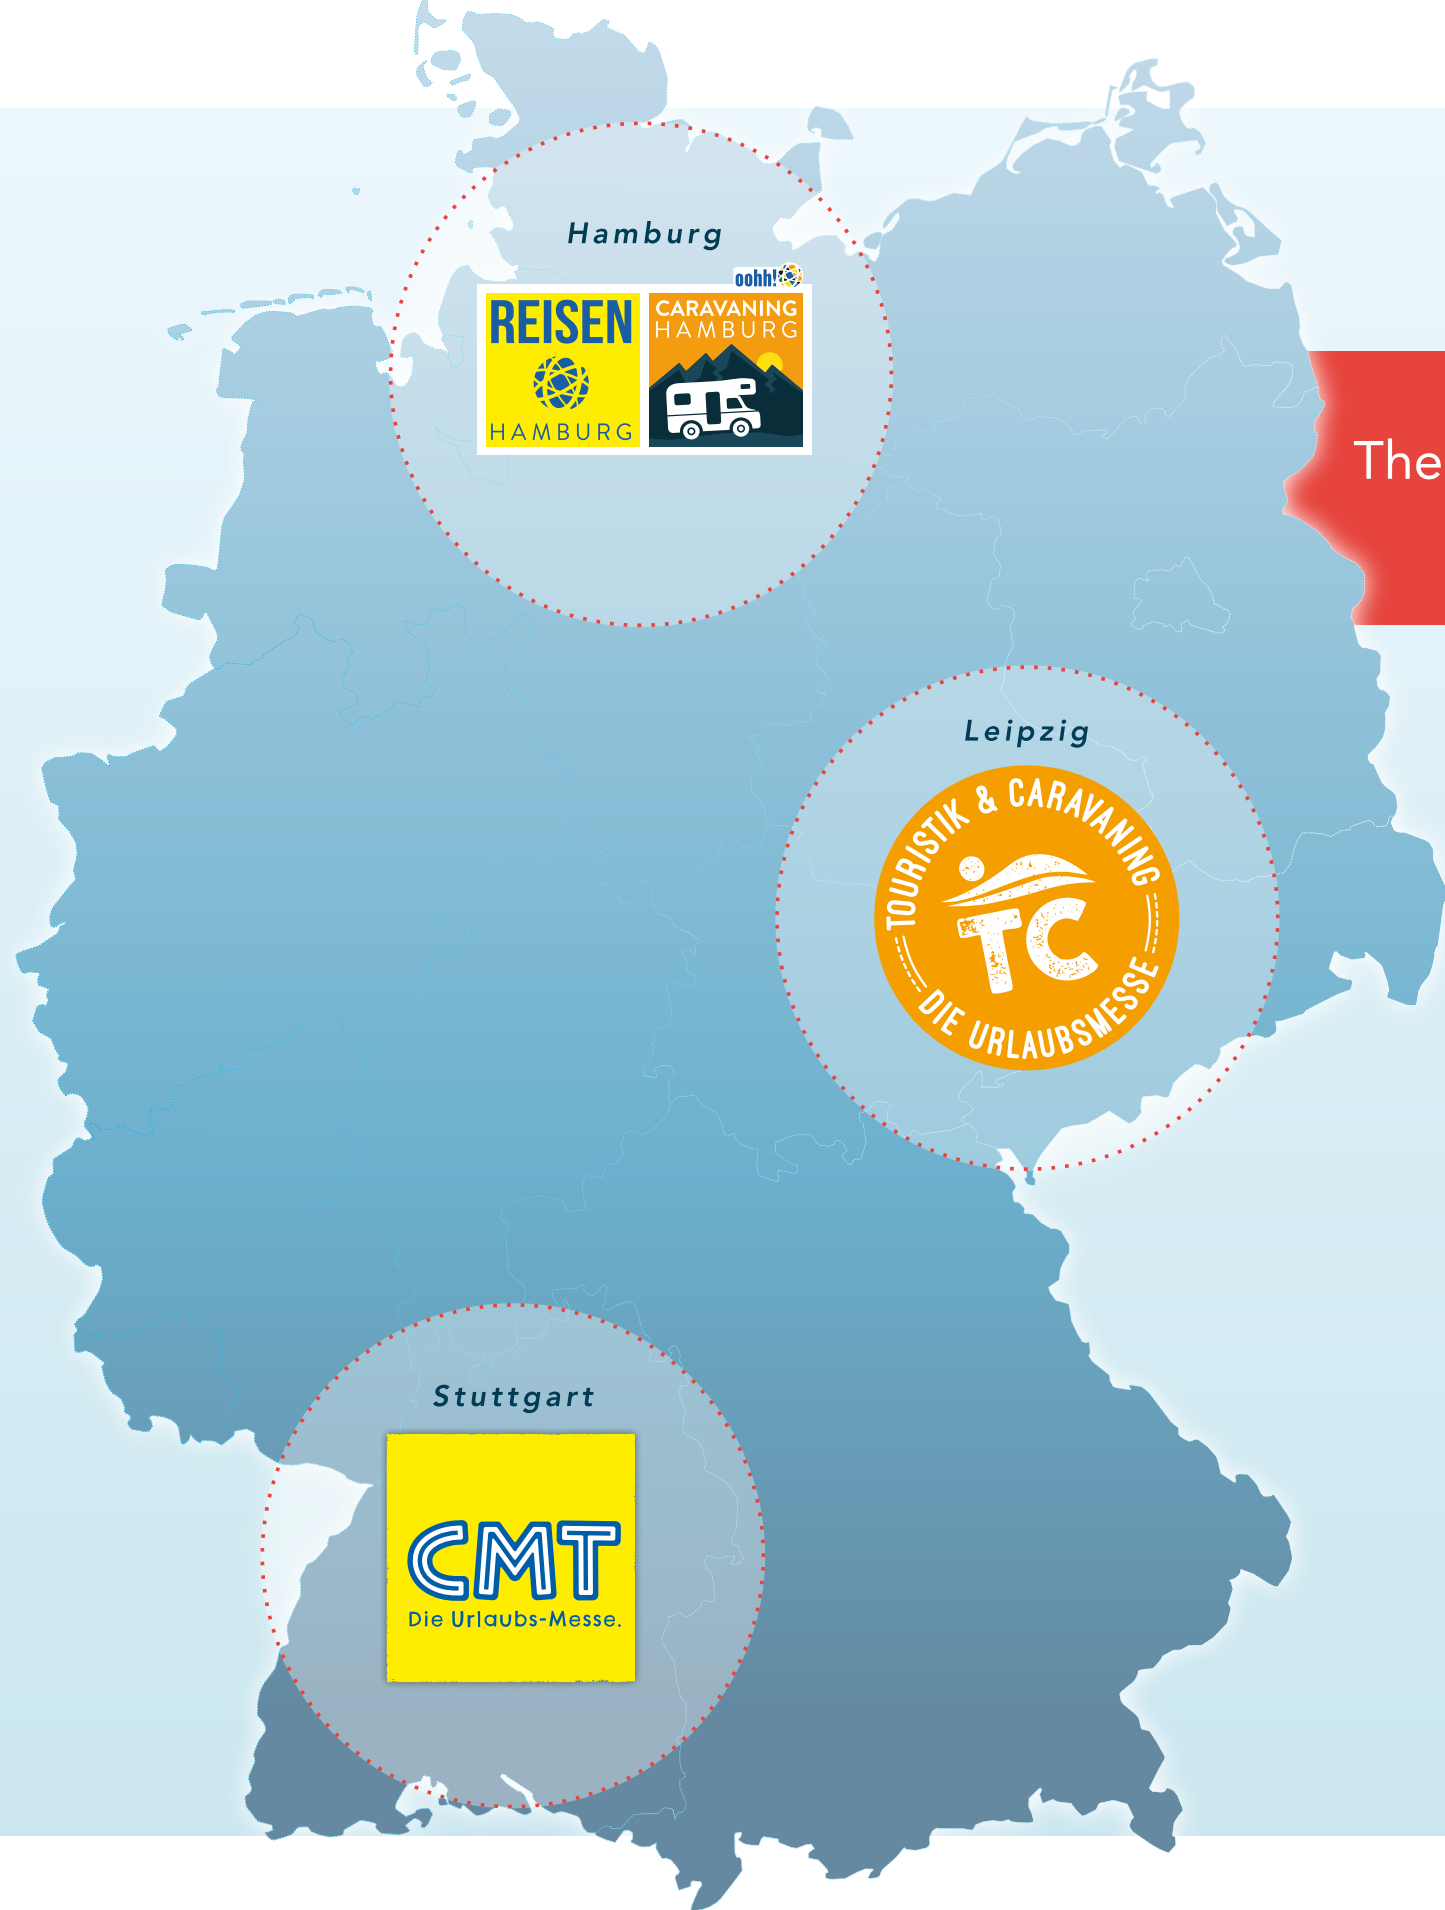 Hamburg
oohh!
REISEN
HAMBURG
CARAVANING
HAMBURG
The
Leipzig
TOURISTIK & CARAVANING
TC
DIE URLAUBSMESSE
Stuttgart
CMT
Die Urlaubs-Messe.